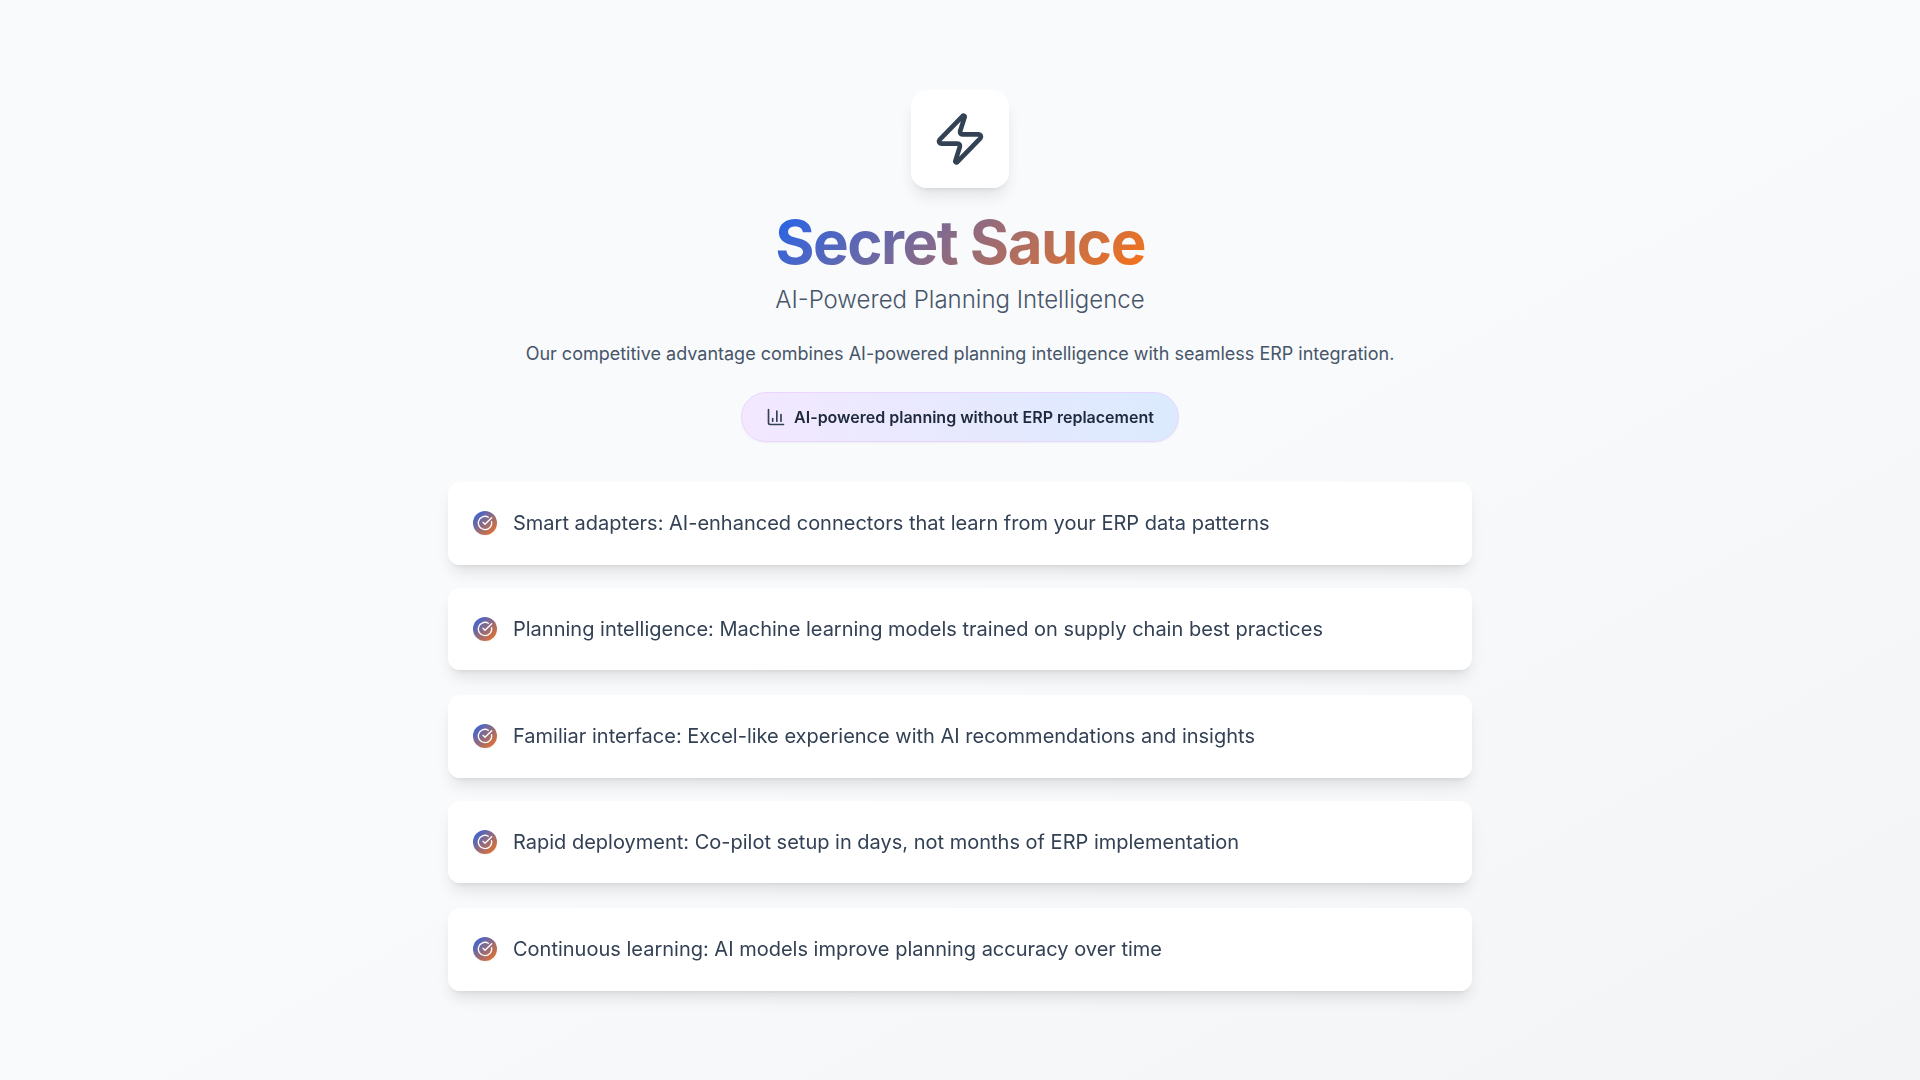 Secret Sauce
AI-Powered Planning Intelligence
Our competitive advantage combines AI-powered planning intelligence with seamless ERP integration.
AI-powered planning without ERP replacement
Smart adapters: AI-enhanced connectors that learn from your ERP data patterns
Planning intelligence: Machine learning models trained on supply chain best practices
Familiar interface: Excel-like experience with AI recommendations and insights
Rapid deployment: Co-pilot setup in days, not months of ERP implementation
Continuous learning: AI models improve planning accuracy over time